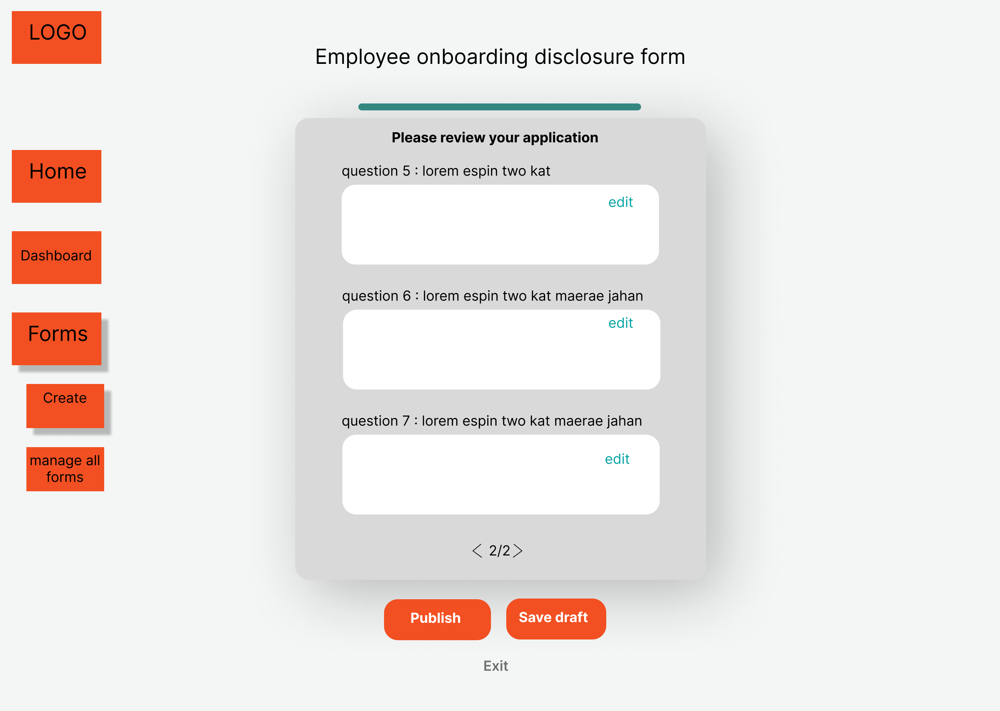 LOGO
Employee onboarding disclosure form
Home
Dashboard
Forms
Create
manage all
forms
Please review your application
question 5 : lorem espin two kat
edit
question 6 : lorem espin two kat maerae jahan
edit
question 7 : lorem espin two kat maerae jahan
edit
< 2/2 >
Publish
Save draft
Exit